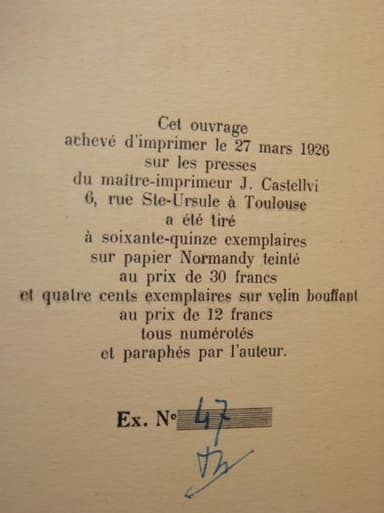 Cet ouvrage
achevé d'imprimer le 27 mars 1926
sur les presses
du maître-imprimeur J. Castellvi
6, rue Ste-Ursule à Toulouse
a été tiré
à soixante-quinze exemplaires
sur papier Normandy teinté
au prix de 30 francs
et quatre cents exemplaires sur velin bouffant
au prix de 12 francs
tous numérotés
et paraphés par l'auteur.
Ex. N° 47